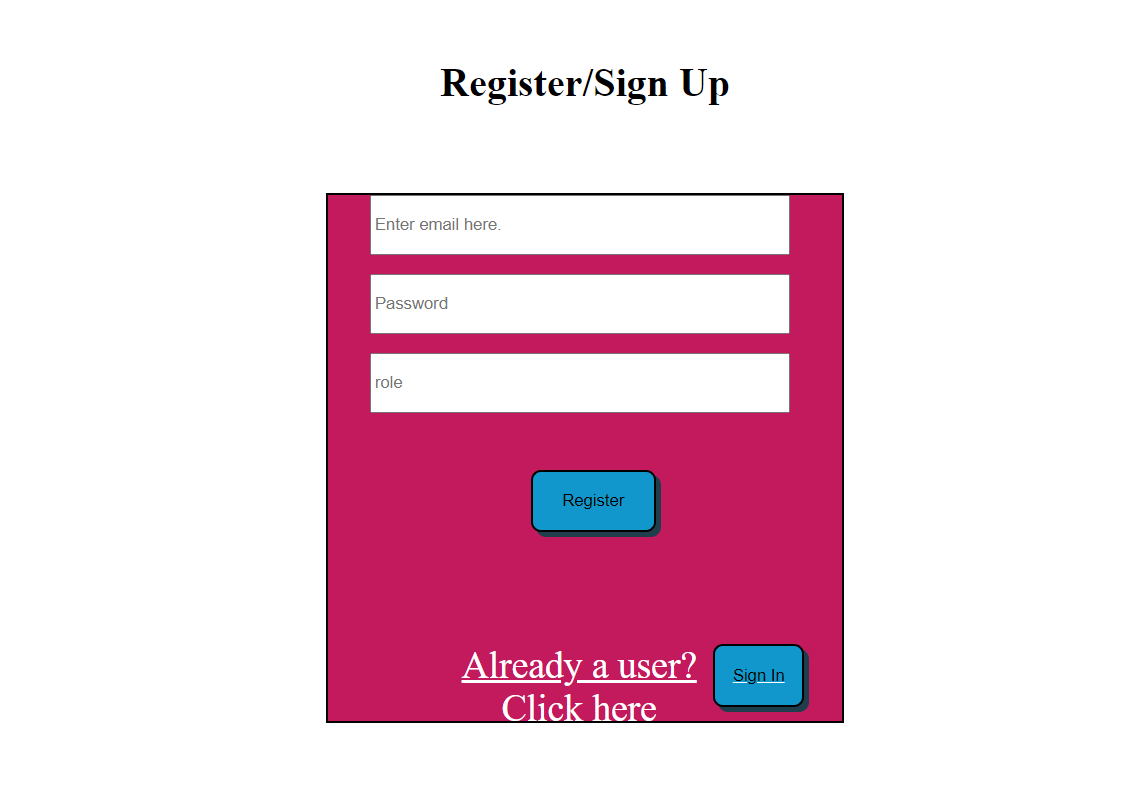 Register/Sign Up
Enter email here.
Password
role
Register
Already a user?
Click here
Sign In